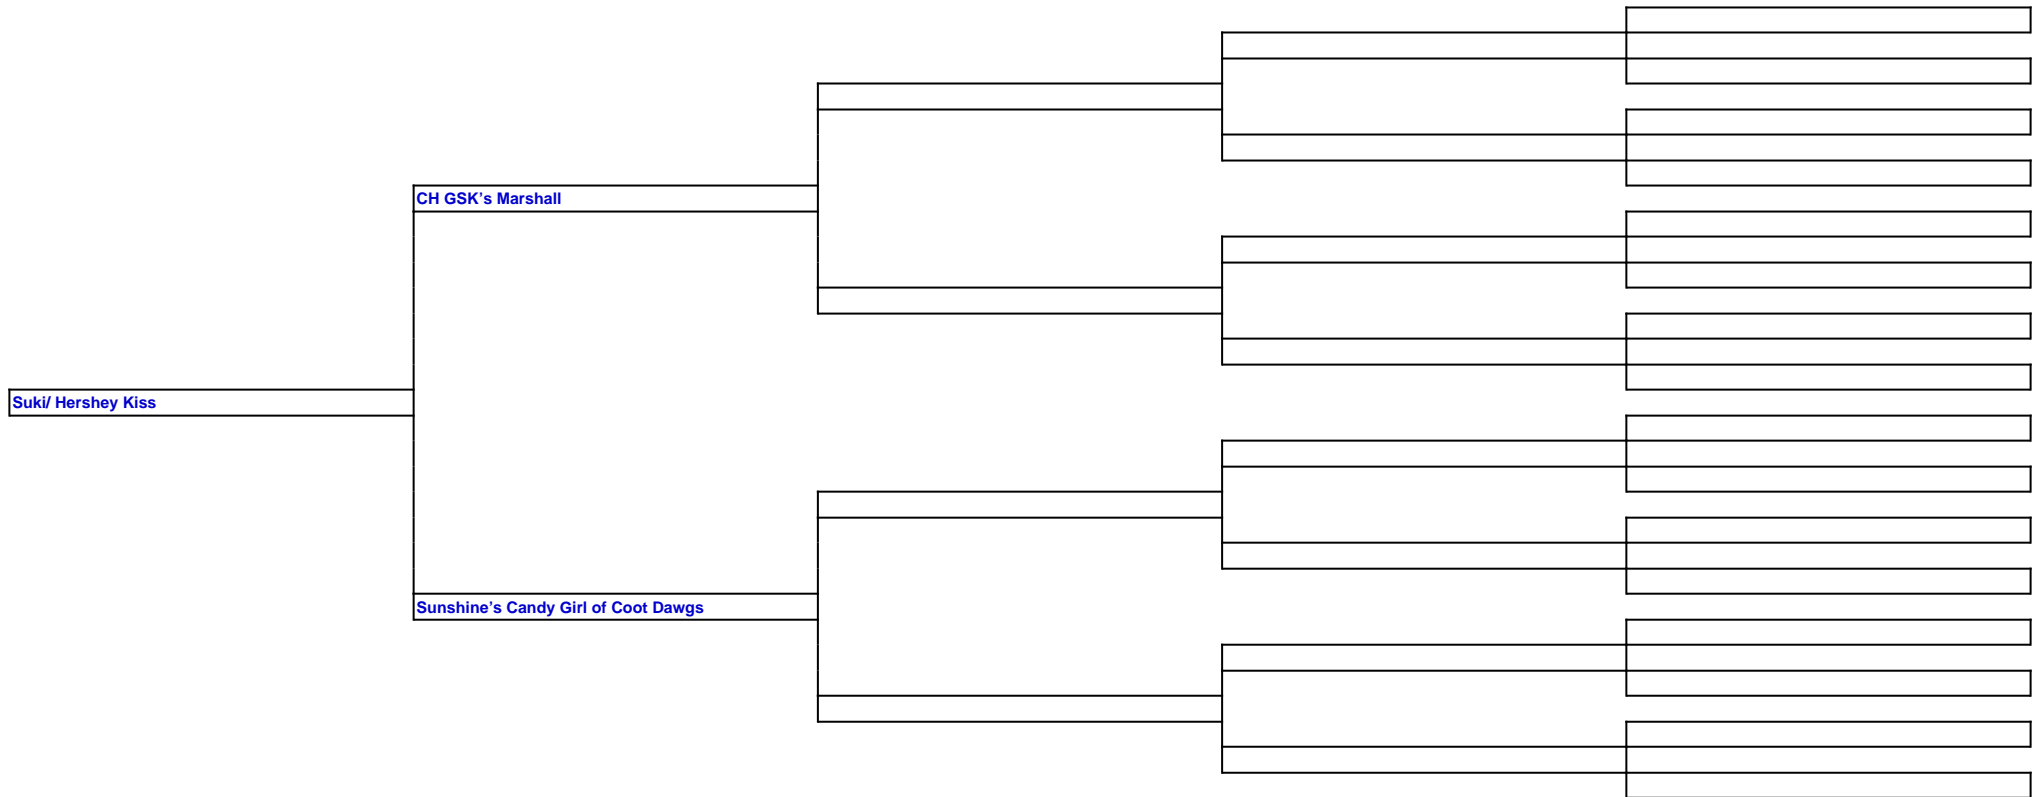 CH GSK’s Marshall
Suki/ Hershey Kiss
Sunshine’s Candy Girl of Coot Dawgs